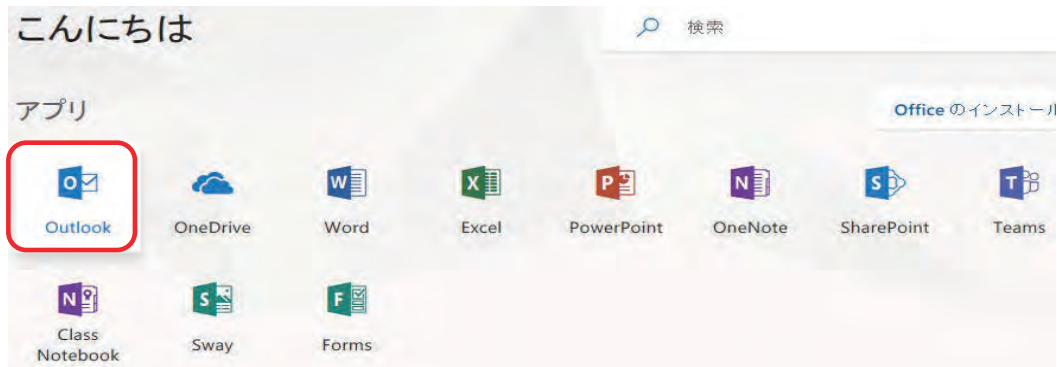 こんにちは
検索
アプリ
Office のインストール
Outlook
OneDrive
Word
Excel
PowerPoint
OneNote
SharePoint
Teams
Class
Notebook
Sway
Forms